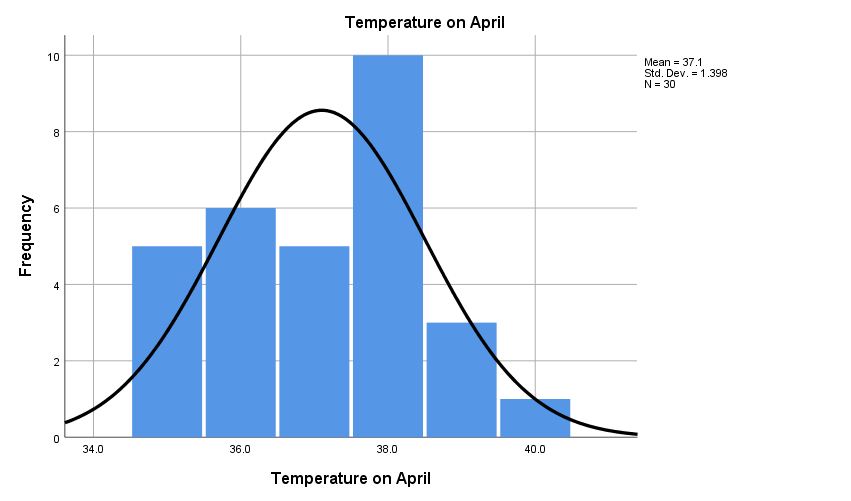 Temperature on April
Mean = 37.1
Std. Dev. = 1.398
N = 30
Frequency
10
8
6
4
2
0
34.0 36.0 38.0 40.0
Temperature on April